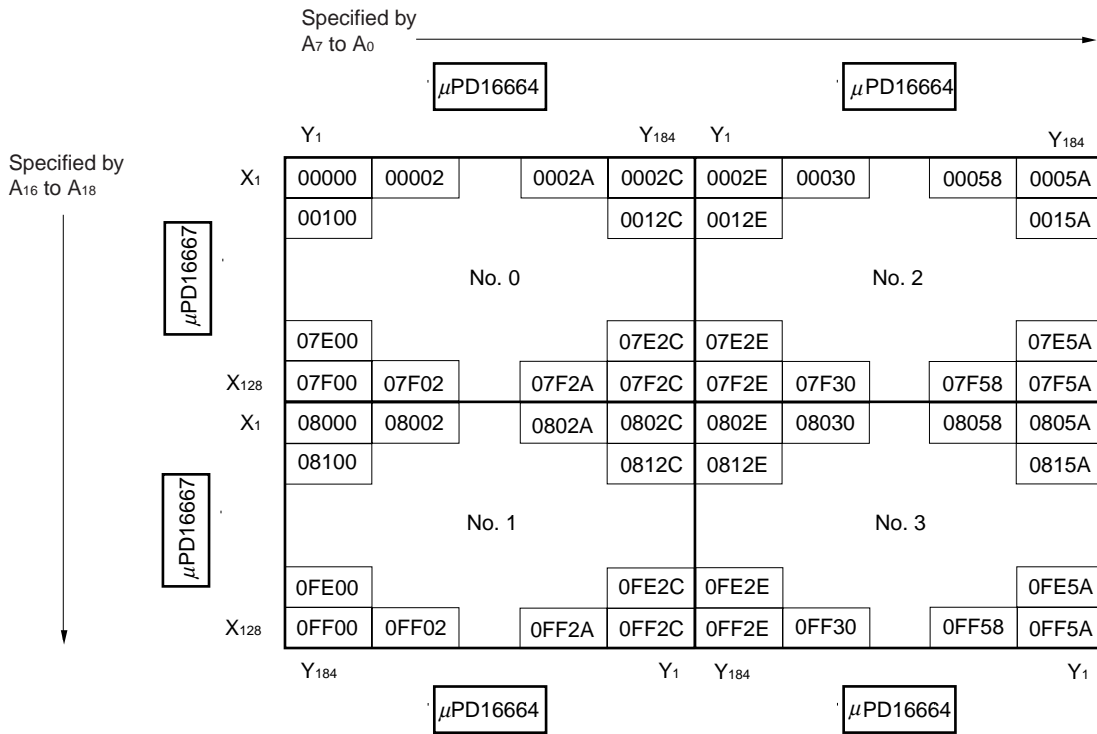 Specified by
A7 to A0
μPD16664 μPD16664
Y1 Y184 Y1 Y184
Specified by
A16 to A18
X1 00000 00002 0002A 0002C 0002E 00030 00058 0005A
00100 0012C 0012E 0015A
μPD16667
No. 0 No. 2
07E00 07E2C 07E2E 07E5A
X128 07F00 07F02 07F2A 07F2C 07F2E 07F30 07F58 07F5A
X1 08000 08002 0802A 0802C 0802E 08030 08058 0805A
08100 0812C 0812E 0815A
μPD16667
No. 1 No. 3
0FE00 0FE2C 0FE2E 0FE5A
X128 0FF00 0FF02 0FF2A 0FF2C 0FF2E 0FF30 0FF58 0FF5A
Y184 Y1 Y184 Y1
μPD16664 μPD16664